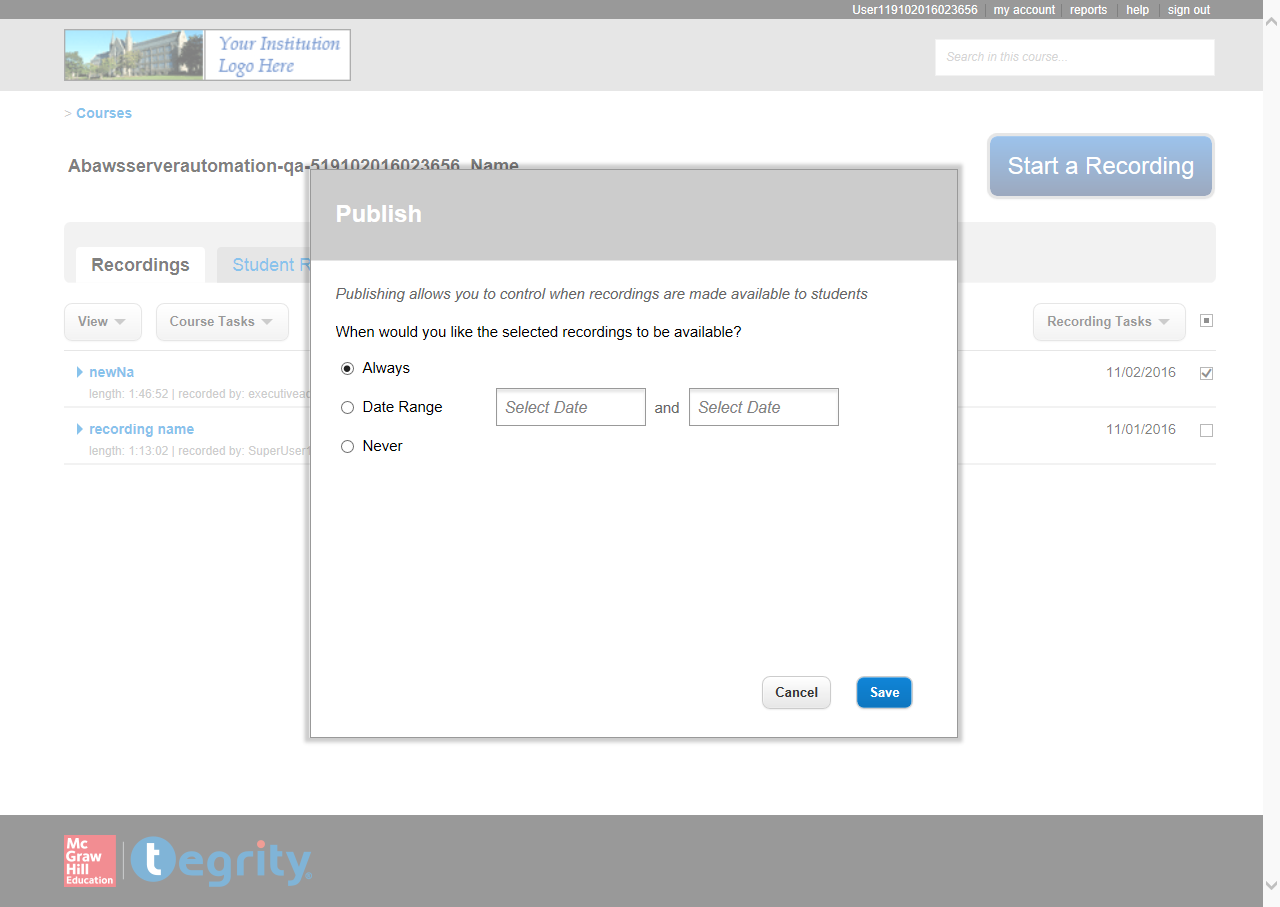 User119102016023656 my account reports help sign out
Your Institution
Logo Here
Search in this course...
> Courses
Abawsserverautomation-qa-519102016023656 Name
Start a Recording
Publish
Recordings Student R
Publishing allows you to control when recordings are made available to students
View Course Tasks Recording Tasks
When would you like the selected recordings to be available?
Always
newNa 11/02/2016
length: 1:46:52 | recorded by: executivead
Date Range Select Date and Select Date
recording name 11/01/2016
Never
length: 1:13:02 | recorded by: SuperUser1
Cancel Save
Mc
Graw
Hill
Education
tegrity